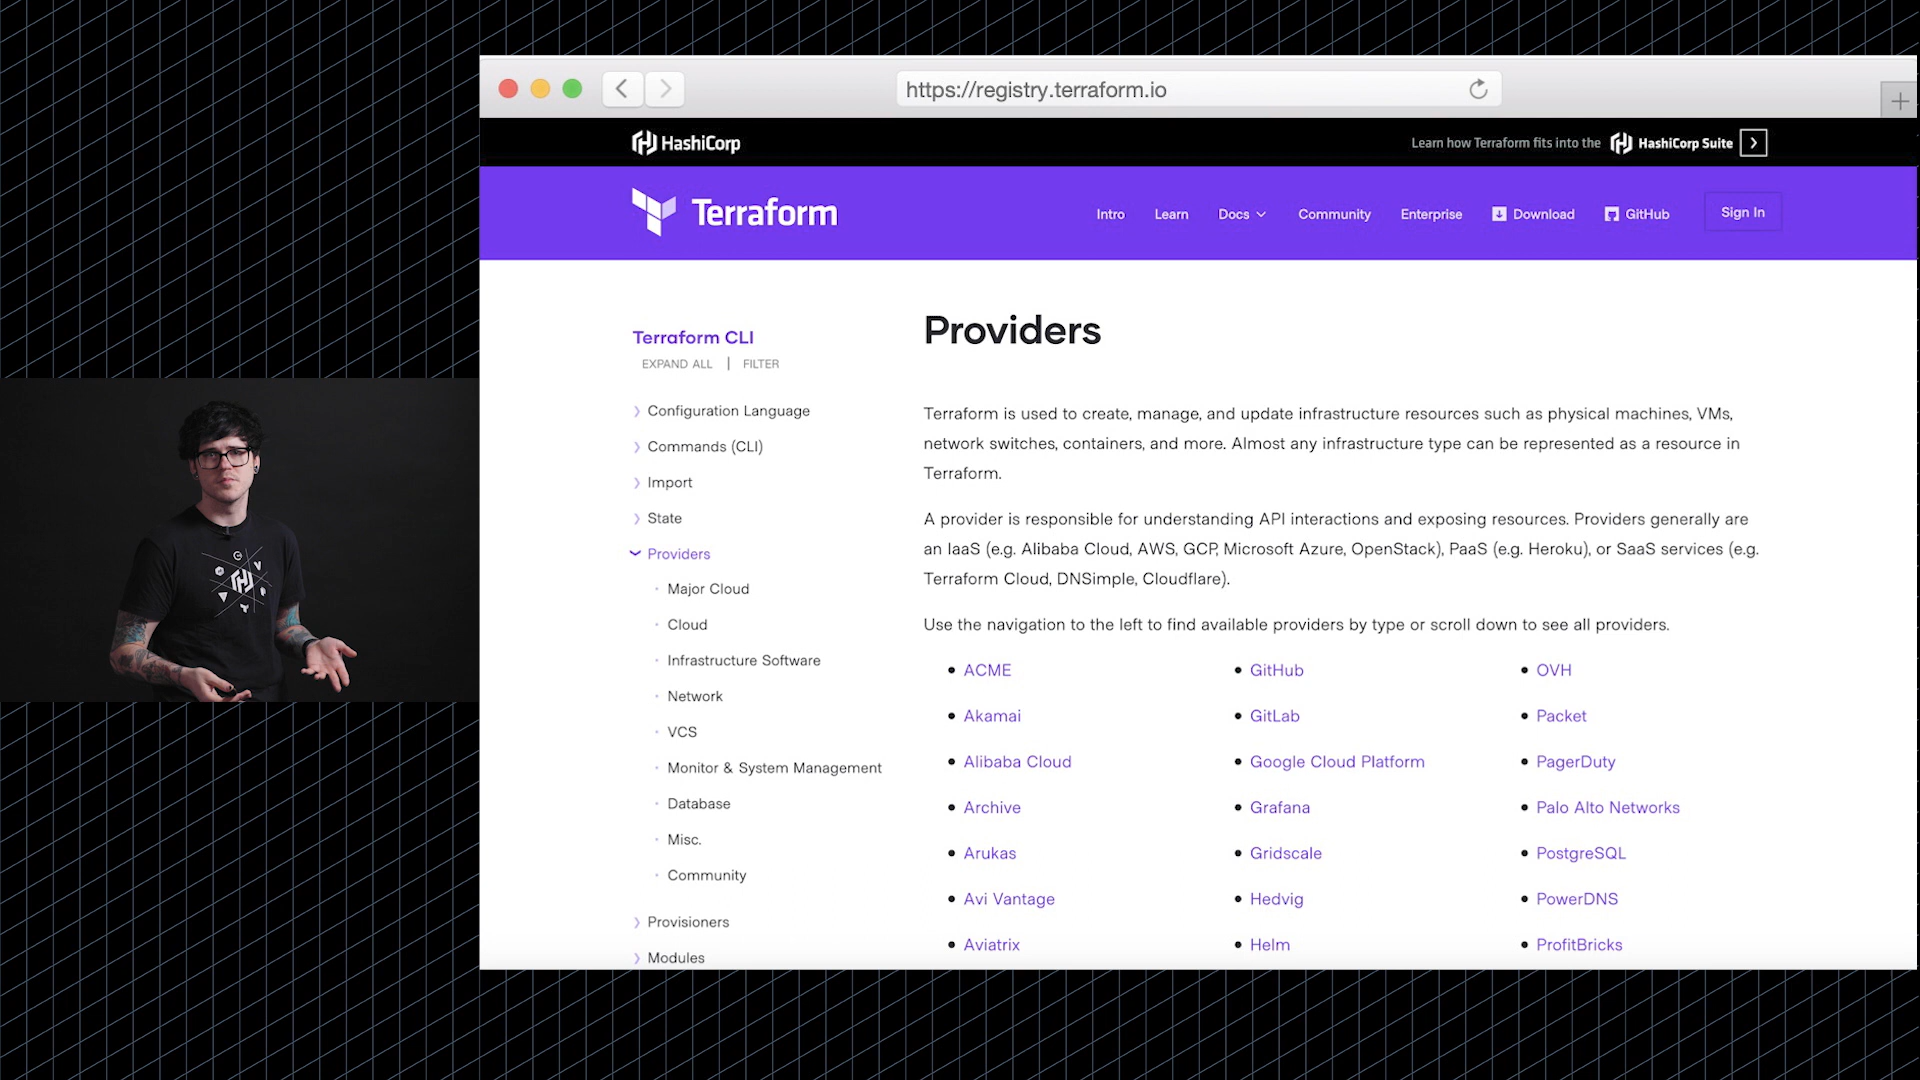 https://registry.terraform.io
HashiCorp
Learn how Terraform fits into the HashiCorp Suite
Terraform
Intro
Learn
Docs
Community
Enterprise
Download
GitHub
Sign In
Terraform CLI
EXPAND ALL | FILTER
Configuration Language
Commands (CLI)
Import
State
Providers
Major Cloud
Cloud
Infrastructure Software
Network
VCS
Monitor & System Management
Database
Misc.
Community
Provisioners
Modules
Providers
Terraform is used to create, manage, and update infrastructure resources such as physical machines, VMs,
network switches, containers, and more. Almost any infrastructure type can be represented as a resource in
Terraform.
A provider is responsible for understanding API interactions and exposing resources. Providers generally are
an IaaS (e.g. Alibaba Cloud, AWS, GCP, Microsoft Azure, OpenStack), PaaS (e.g. Heroku), or SaaS services (e.g.
Terraform Cloud, DNSimple, Cloudflare).
Use the navigation to the left to find available providers by type or scroll down to see all providers.
ACME
Akamai
Alibaba Cloud
Archive
Arukas
Avi Vantage
Aviatrix
GitHub
GitLab
Google Cloud Platform
Grafana
Gridscale
Hedvig
Helm
OVH
Packet
PagerDuty
Palo Alto Networks
PostgreSQL
PowerDNS
ProfitBricks